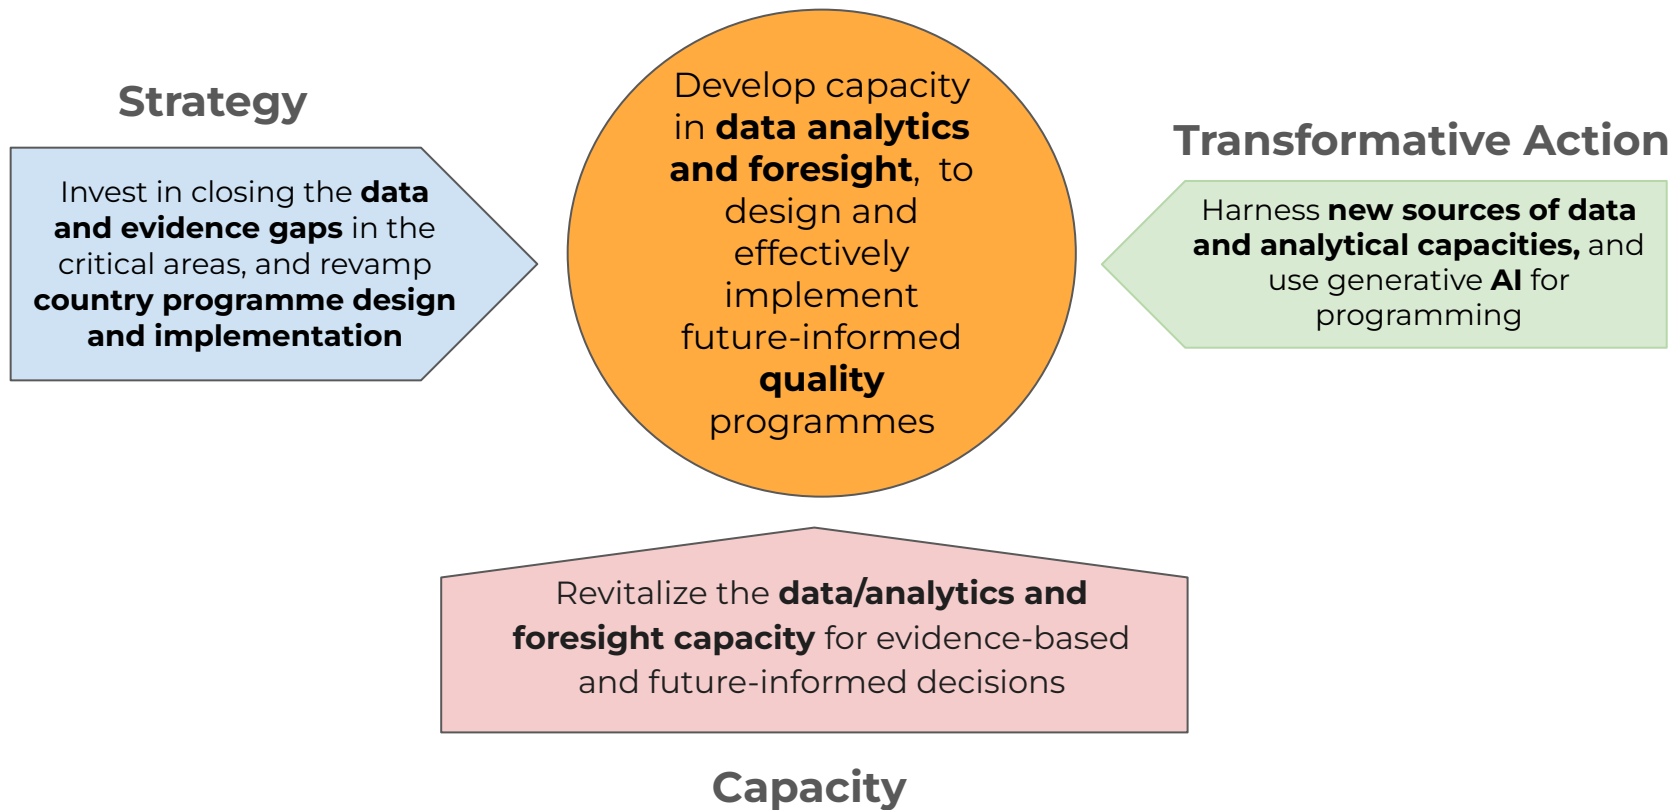 Strategy
Invest in closing the data
and evidence gaps in the
critical areas, and revamp
country programme design
and implementation
Develop capacity
in data analytics
and foresight, to
design and
effectively
implement
future-informed
quality
programmes
Transformative Action
Harness new sources of data
and analytical capacities, and
use generative AI for
programming
Revitalize the data/analytics and
foresight capacity for evidence-based
and future-informed decisions
Capacity